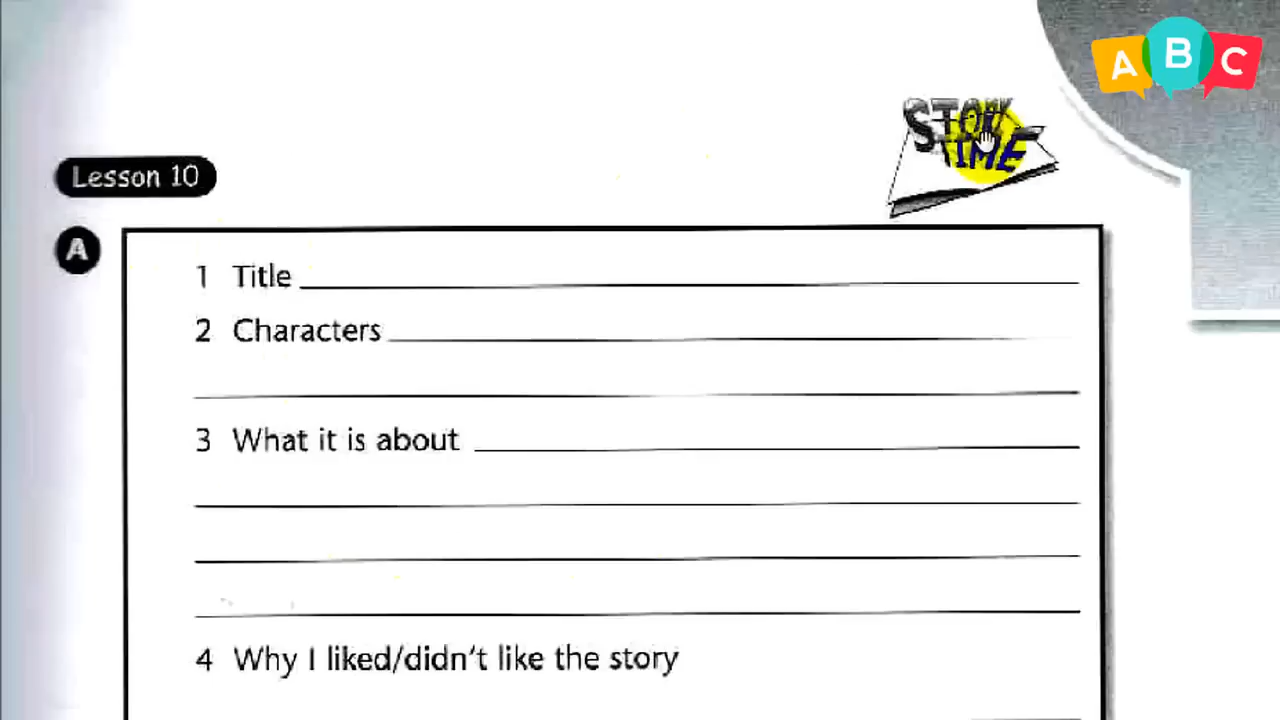 A B C
STORY
TIME
Lesson 10
A
1 Title
2 Characters
3 What it is about
4 Why I liked/didn't like the story